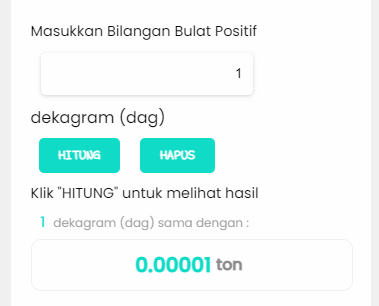 Masukkan Bilangan Bulat Positif
1
dekagram (dag)
HITUNG HAPUS
Klik "HITUNG" untuk melihat hasil
1 dekagram (dag) sama dengan :
0.00001 ton